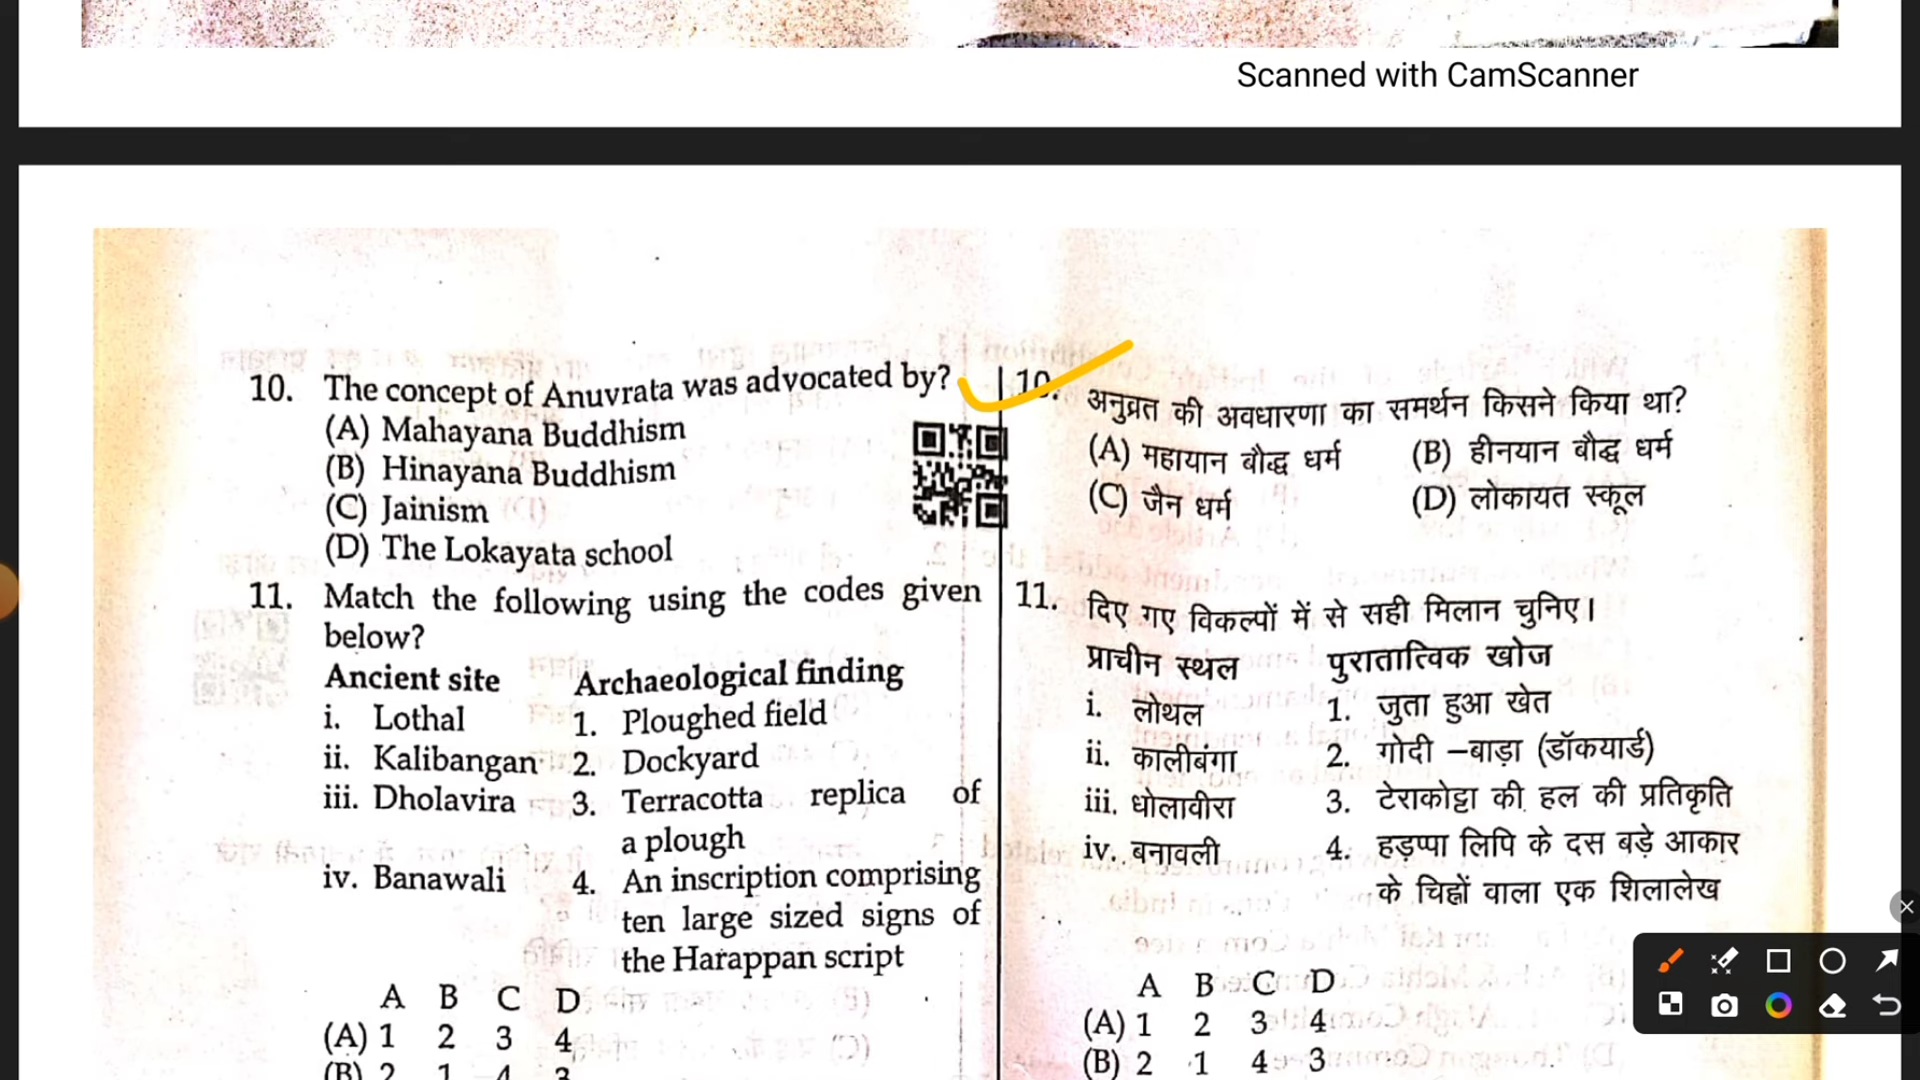 Scanned with CamScanner
10. The concept of Anuvrata was advocated by?
(A) Mahayana Buddhism
(B) Hinayana Buddhism
(C) Jainism
(D) The Lokayata school
11. Match the following using the codes given
below?
Ancient site Archaeological finding
i. Lothal 1. Ploughed field
ii. Kalibangan 2. Dockyard
iii. Dholavira 3. Terracotta replica of
a plough
iv. Banawali 4. An inscription comprising
ten large sized signs of
the Harappan script
A B C D
(A) 1 2 3 4
(B) 2 1 4 3
10. अनुव्रत की अवधारणा का समर्थन किसने किया था?
(A) महायान बौद्ध धर्म (B) हीनयान बौद्ध धर्म
(C) जैन धर्म (D) लोकायत स्कूल
11. दिए गए विकल्पों में से सही मिलान चुनिए।
प्राचीन स्थल पुरातात्विक खोज
i. लोथल 1. जुता हुआ खेत
ii. कालीबंगा 2. गोदी –बाड़ा (डॉकयार्ड)
iii. धोलावीरा 3. टेराकोट्टा की हल की प्रतिकृति
iv. बनावली 4. हड़प्पा लिपि के दस बड़े आकार
के चिह्नों वाला एक शिलालेख
A B C D
(A) 1 2 3 4
(B) 2 1 4 3